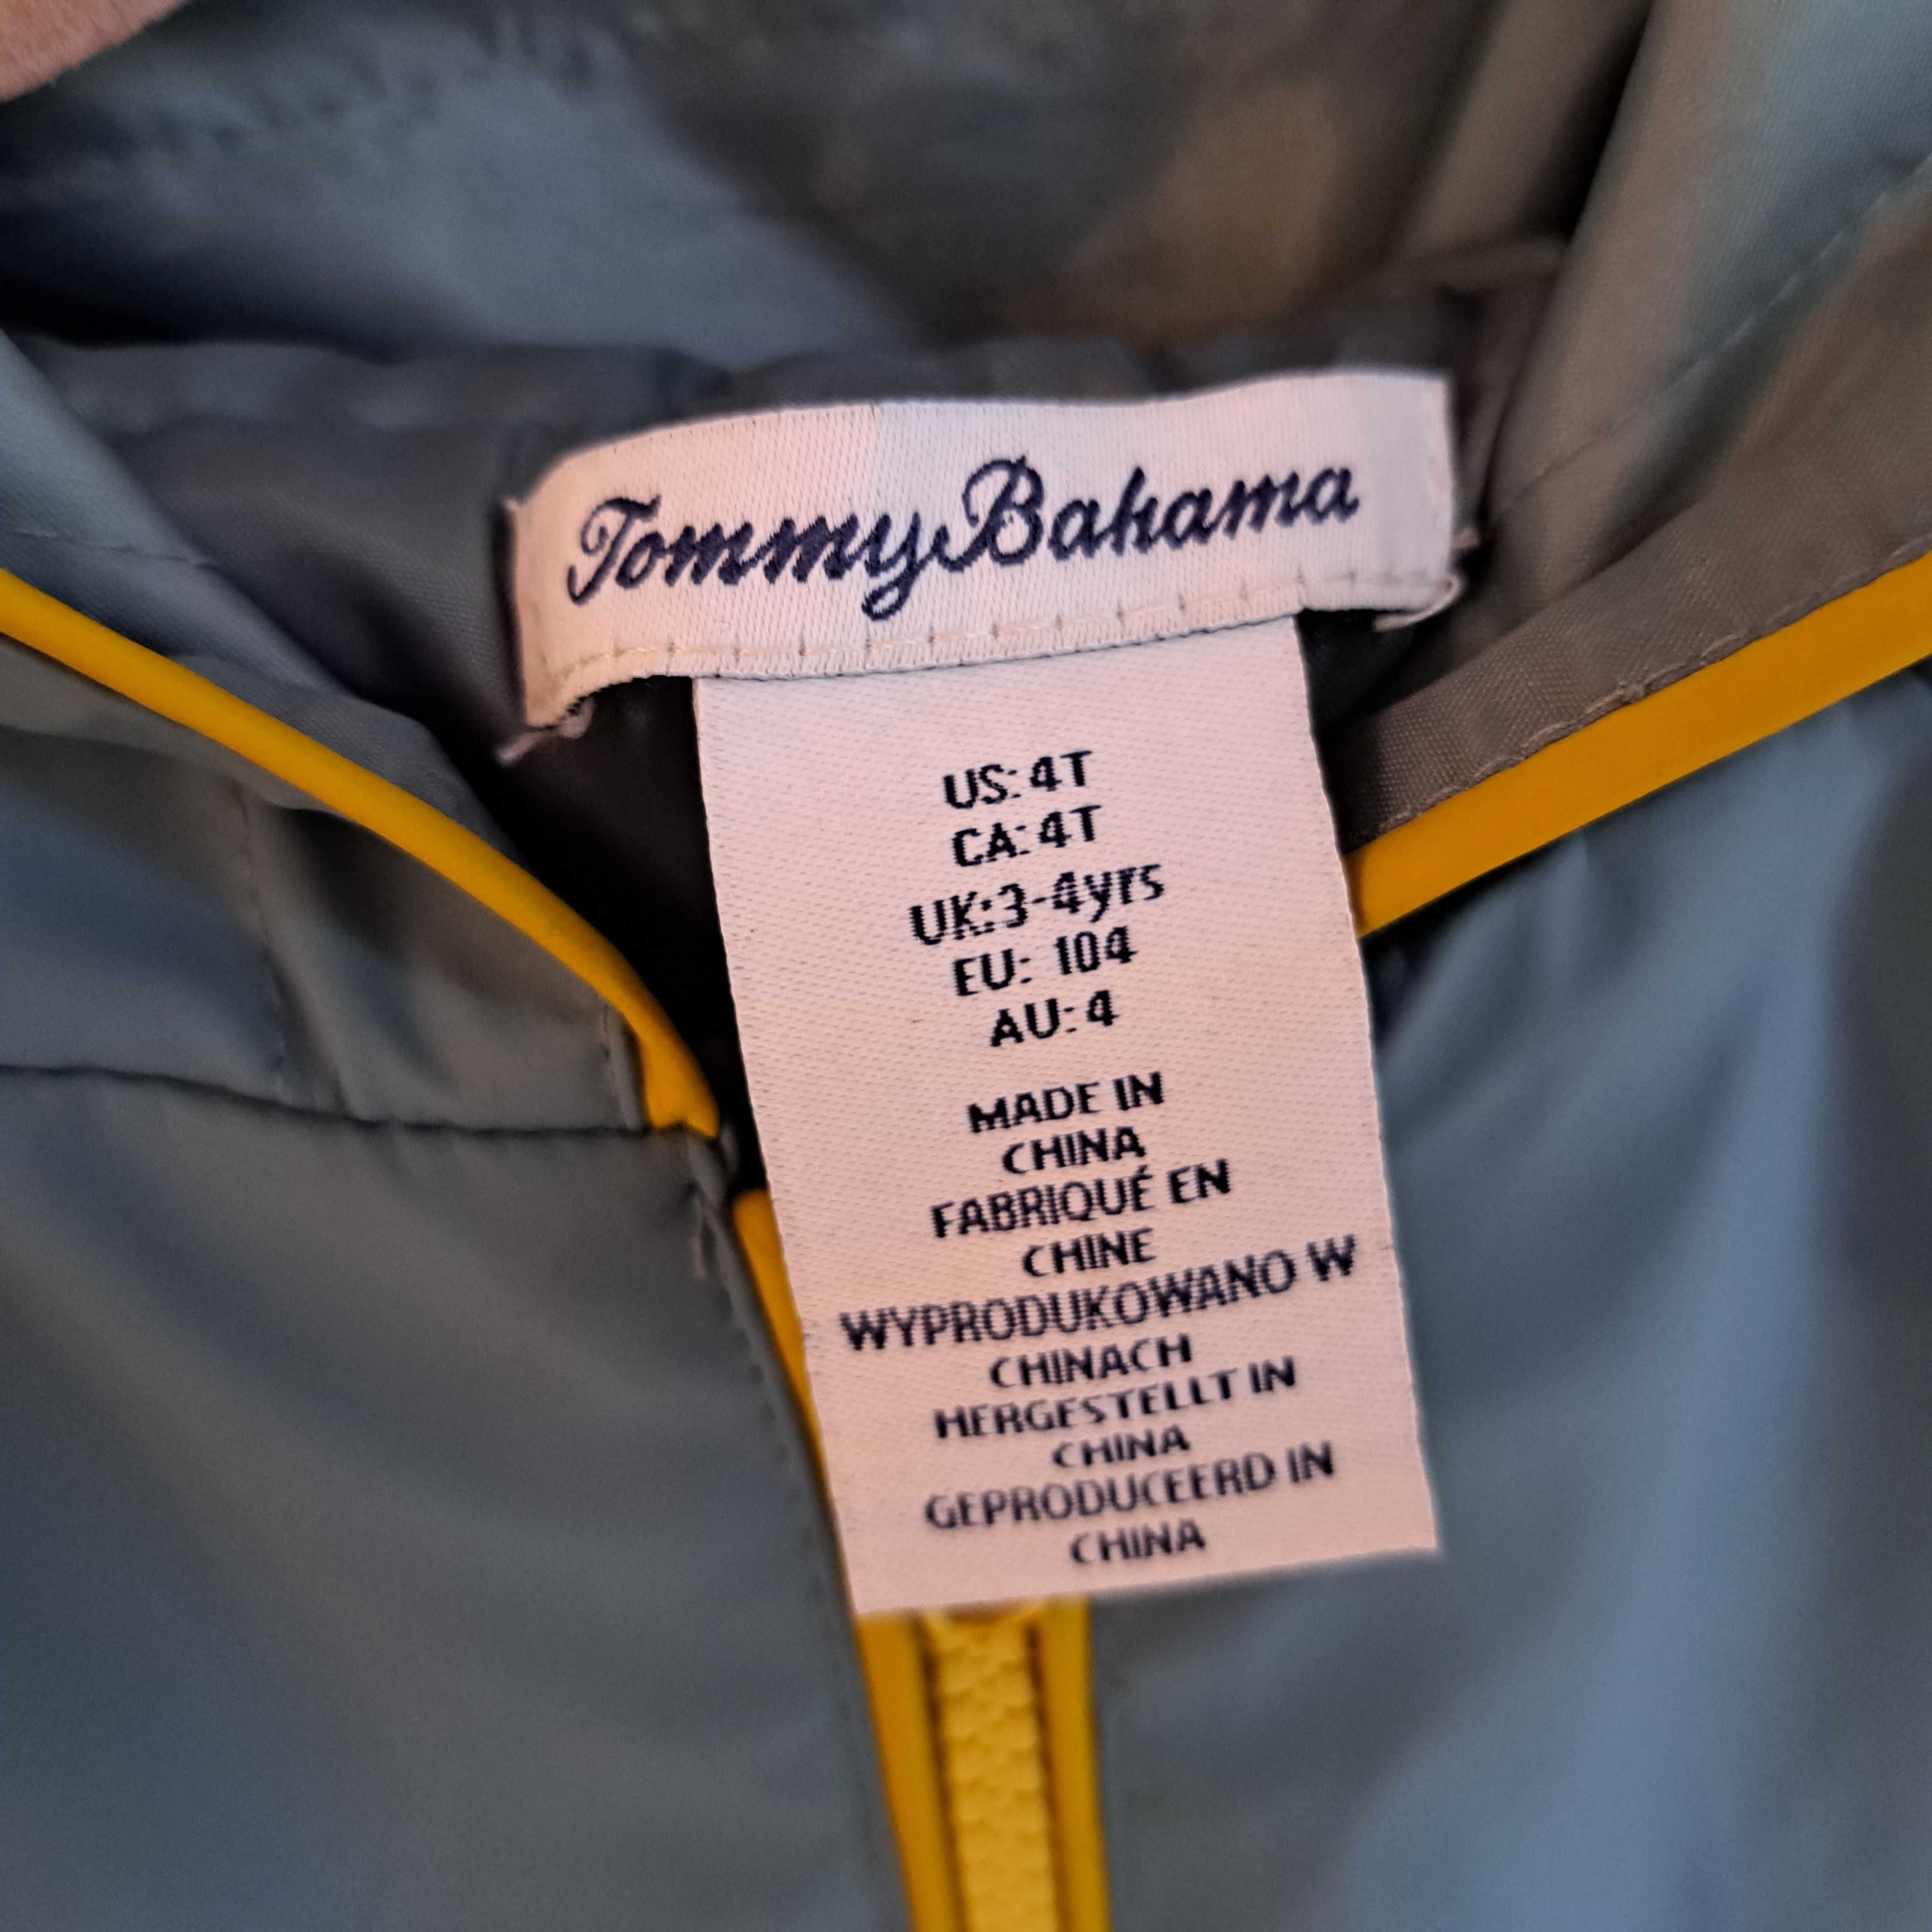 Tommy Bahama
US: 4T
CA: 4T
UK:3-4yrs
EU: 104
AU: 4
MADE IN
CHINA
FABRIQUÉ EN
CHINE
WYPRODUKOWANO W
CHINACH
HERGESTELLT IN
CHINA
GEPRODUCEERD IN
CHINA